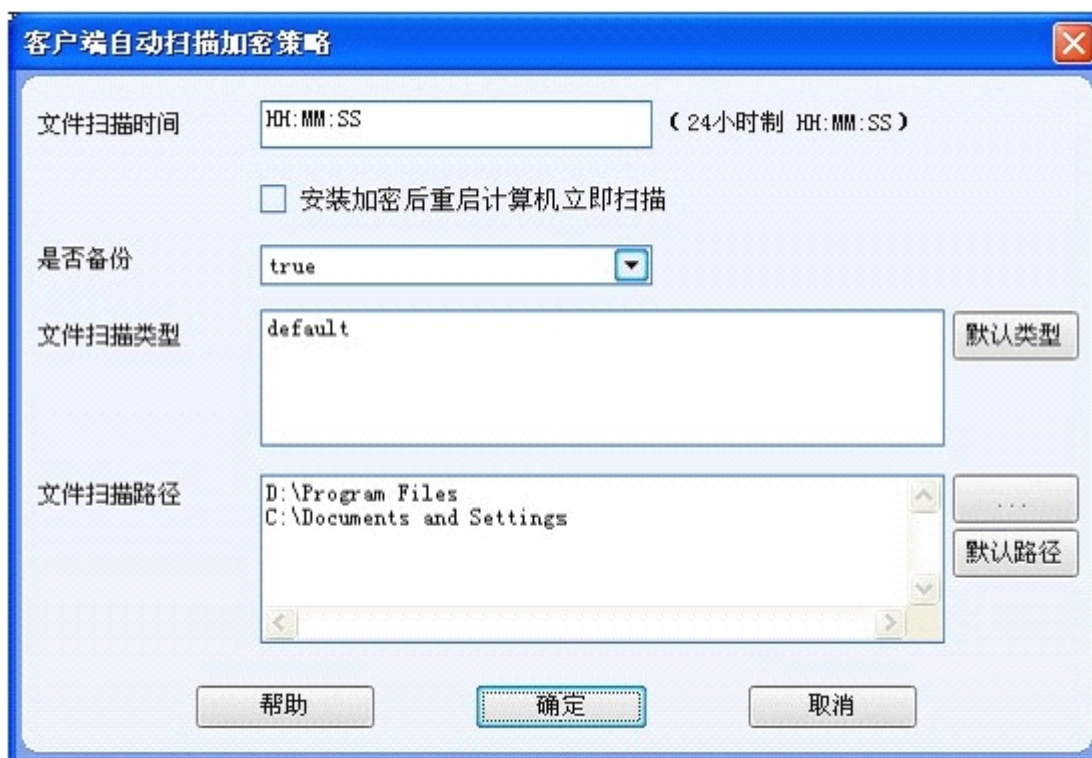 客户端自动扫描加密策略
文件扫描时间 HH:MM:SS (24小时制 HH:MM:SS)
安装加密后重启计算机立即扫描
是否备份 true
文件扫描类型 default 默认类型
文件扫描路径 D:\Program Files ...
C:\Documents and Settings
默认路径
帮助 确定 取消